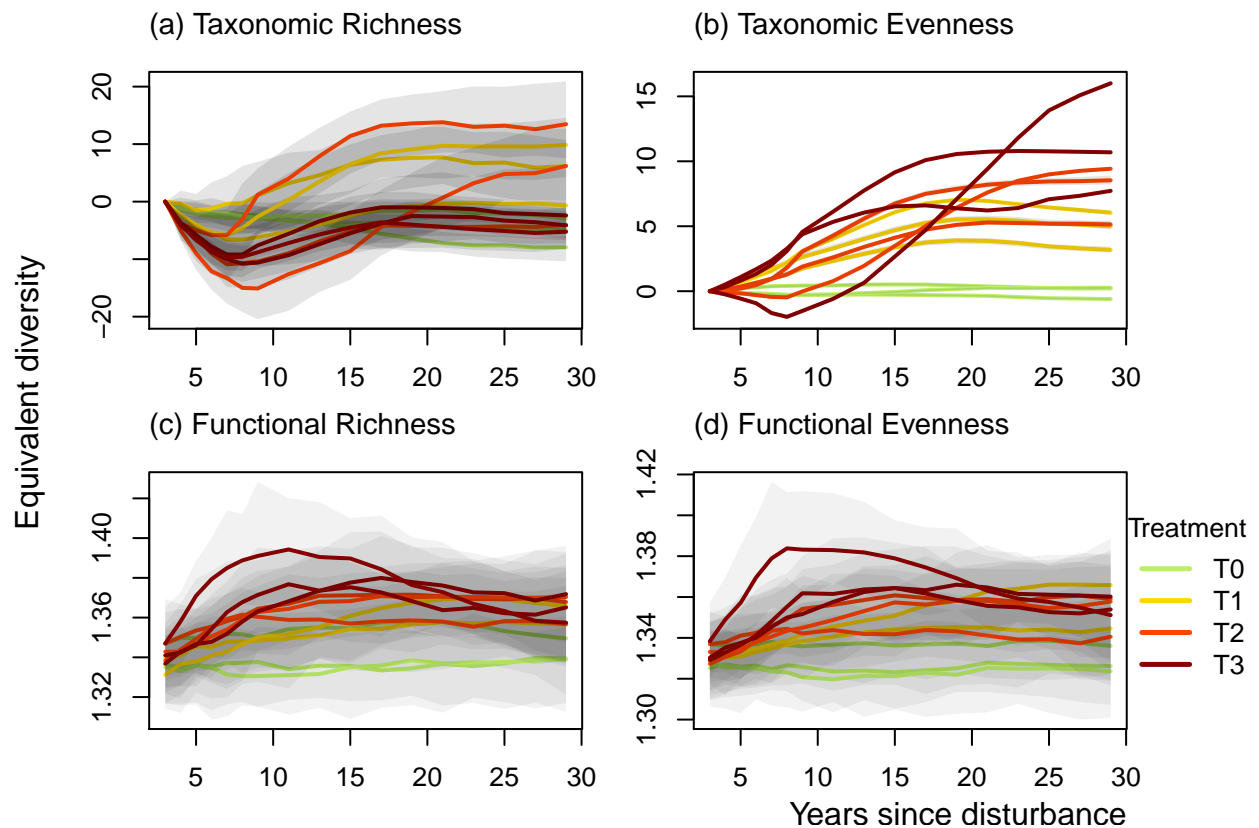 (a) Taxonomic Richness
(b) Taxonomic Evenness
20
10
0
−10
−20
15
10
5
0
5 10 15 20 25 30
5 10 15 20 25 30
(c) Functional Richness
(d) Functional Evenness
1.40
1.36
1.32
1.42
1.38
1.34
1.30
5 10 15 20 25 30
5 10 15 20 25 30
Equivalent diversity
Years since disturbance
Treatment
T0
T1
T2
T3